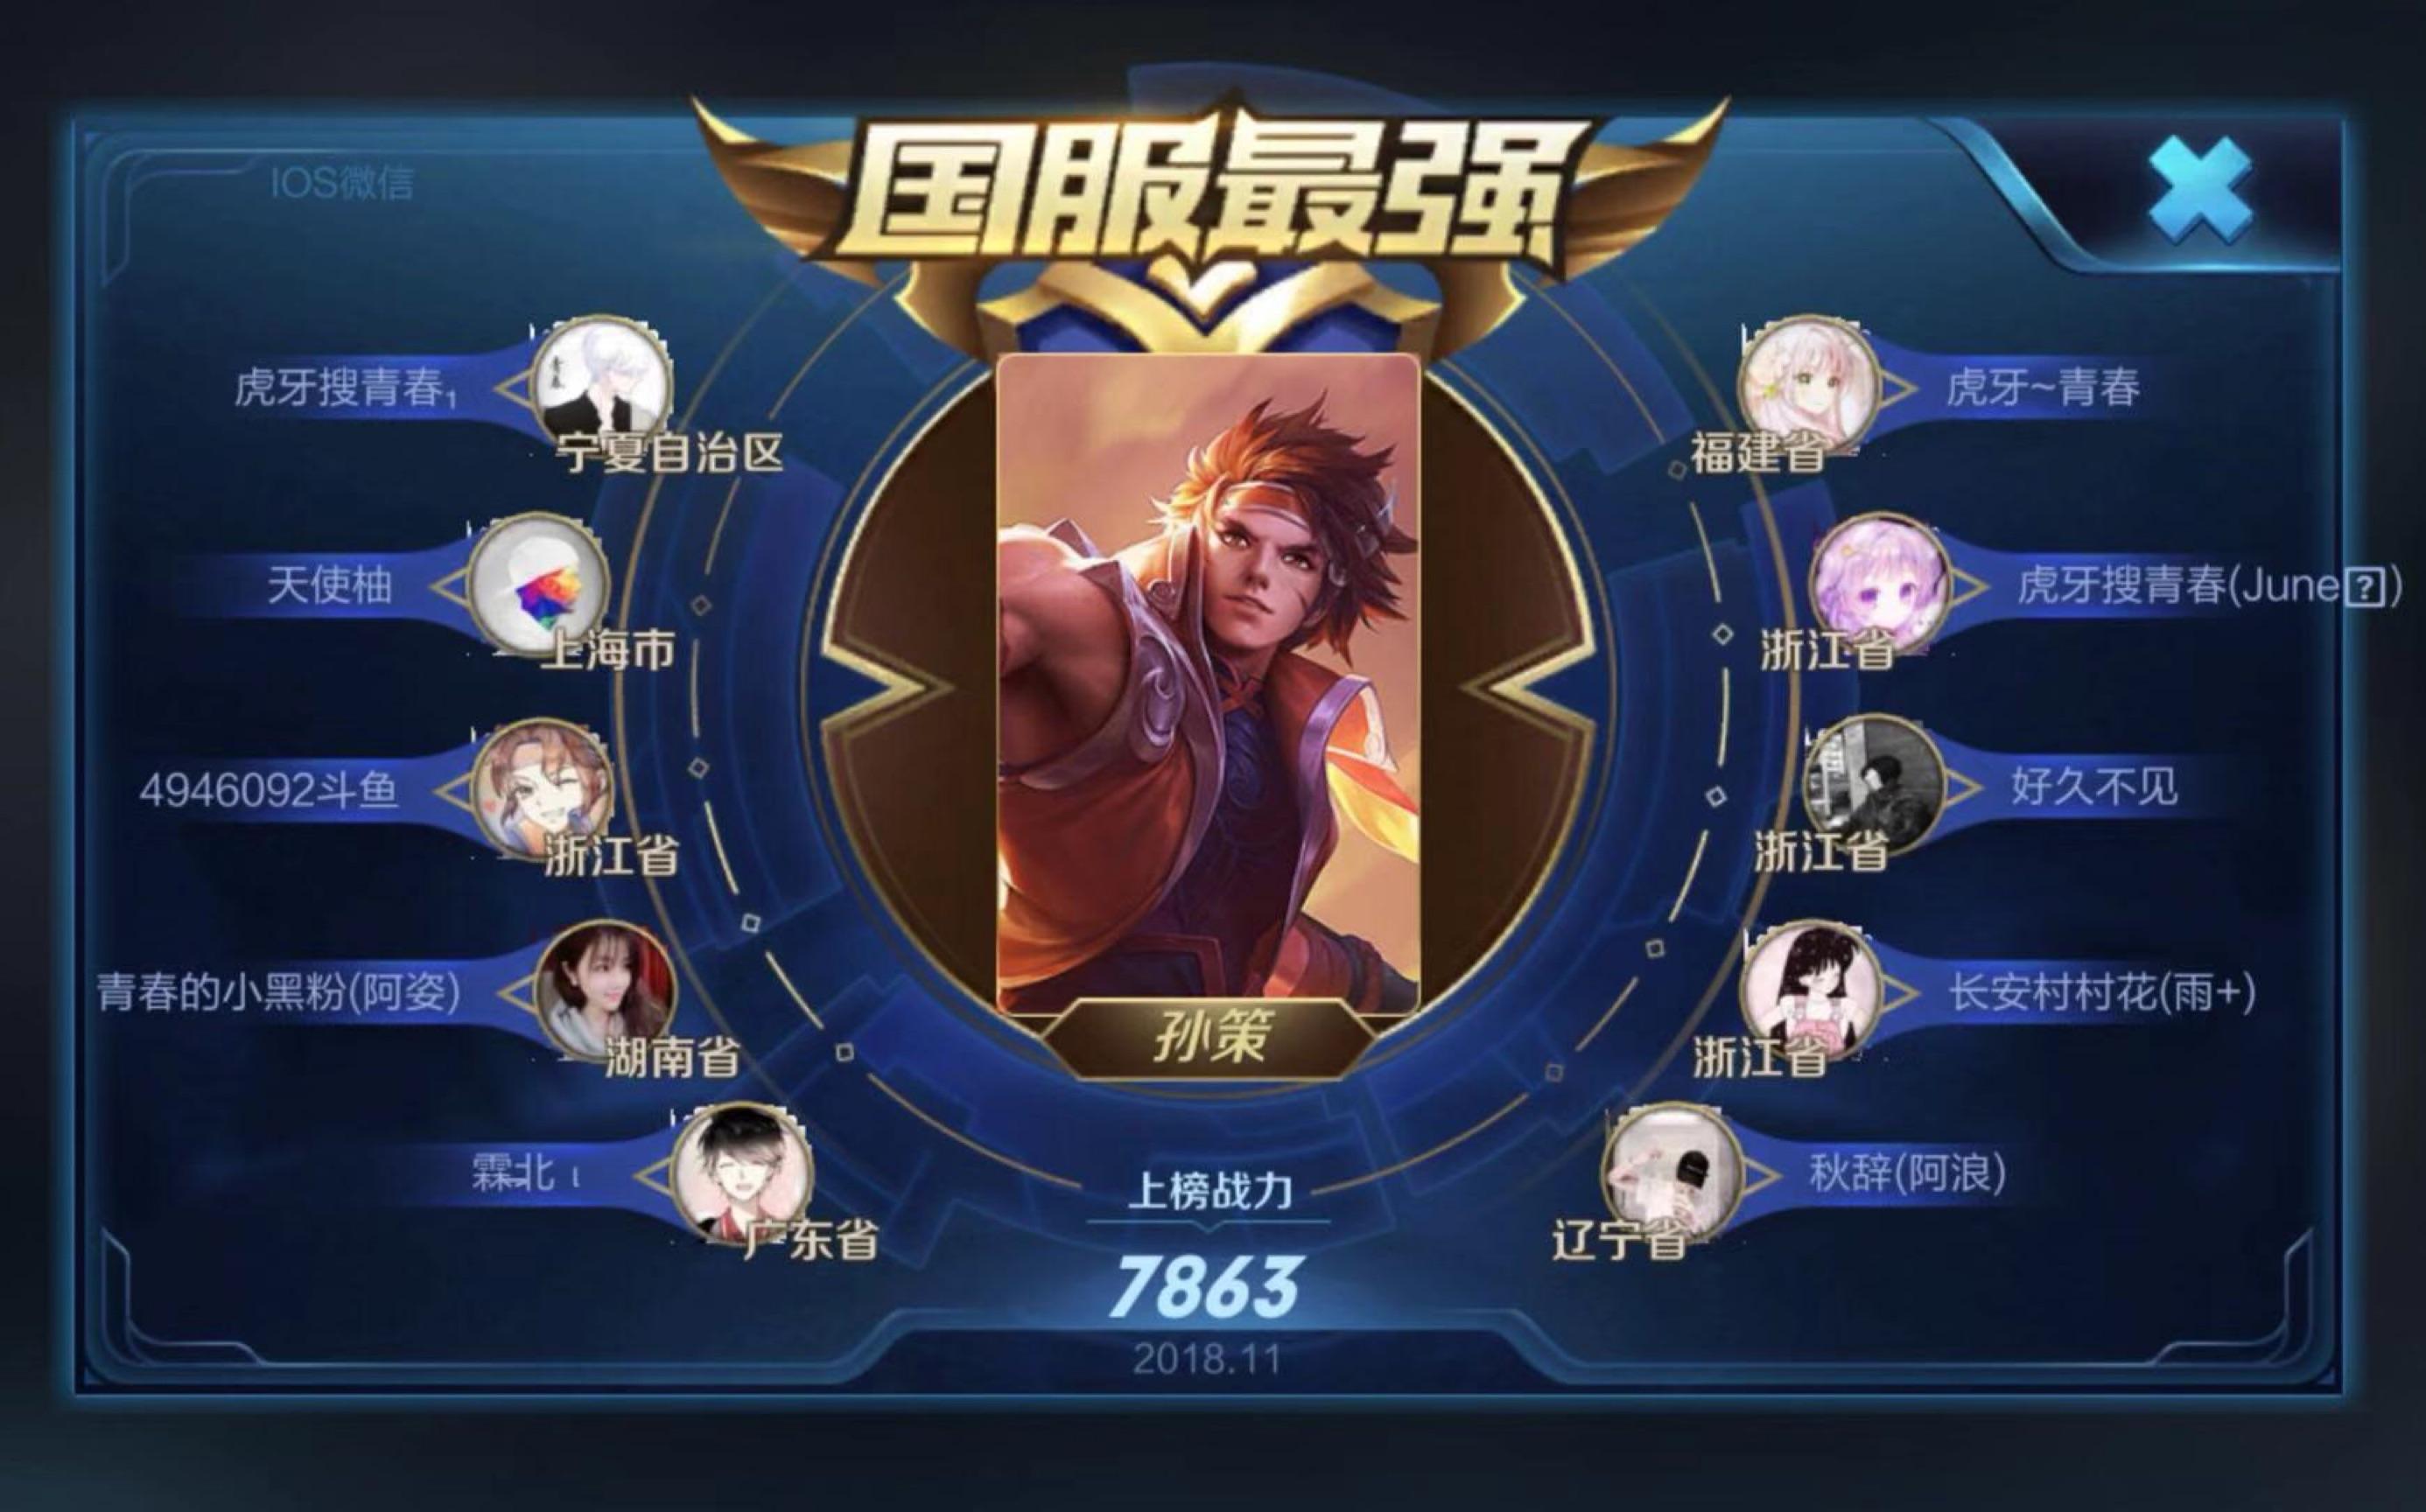 国服最强
IOS微信
虎牙搜青春1
宁夏自治区
天使柚
上海市
4946092斗鱼
浙江省
青春的小黑粉(阿姿)
湖南省
霖北 l
广东省
虎牙~青春
福建省
虎牙搜青春(June?)
浙江省
好久不见
浙江省
长安村村花(雨+)
浙江省
秋辞(阿浪)
辽宁省
孙策
上榜战力
7863
2018.11